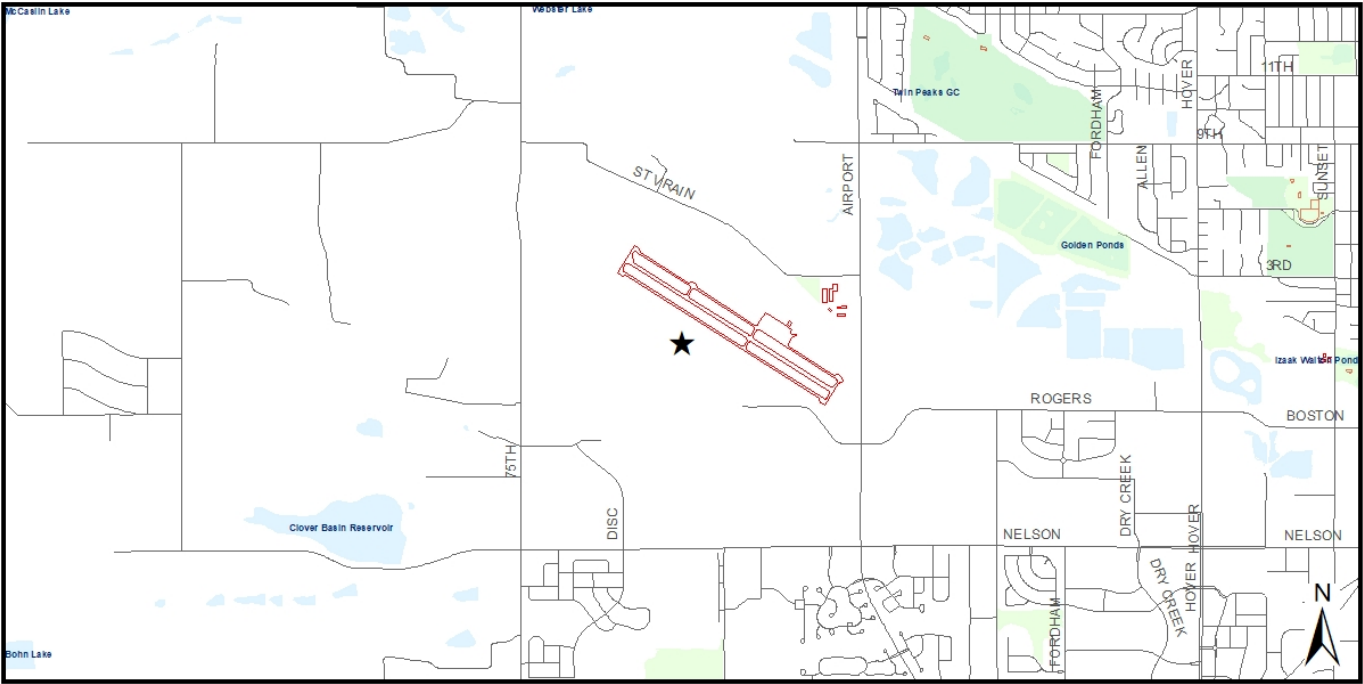 McCaslin Lake
Webster Lake
11TH
HOVER
Twin Peaks GC
FORDHAM
9TH
ALLEN
SUNSET
ST VRAIN
AIRPORT
Golden Ponds
3RD
Izaak Walton Pond
ROGERS
BOSTON
75TH
DRY CREEK
DISC
Clover Basin Reservoir
HOVER
NELSON
NELSON
DRY CREEK
HOVER
FORDHAM
N
Bohn Lake